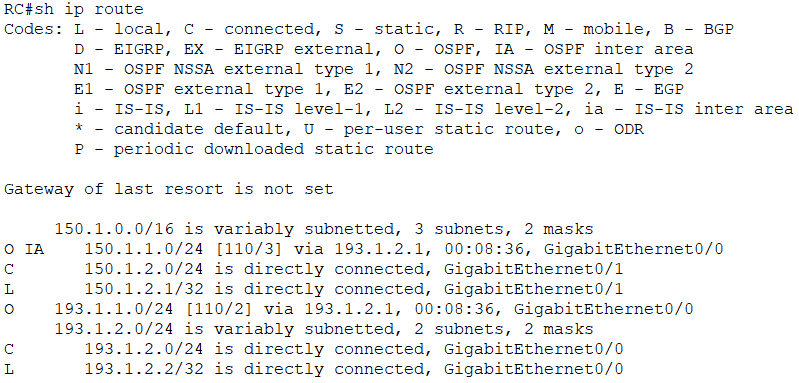 RC#sh ip route
Codes: L - local, C - connected, S - static, R - RIP, M - mobile, B - BGP
       D - EIGRP, EX - EIGRP external, O - OSPF, IA - OSPF inter area
       N1 - OSPF NSSA external type 1, N2 - OSPF NSSA external type 2
       E1 - OSPF external type 1, E2 - OSPF external type 2, E - EGP
       i - IS-IS, L1 - IS-IS level-1, L2 - IS-IS level-2, ia - IS-IS inter area
       * - candidate default, U - per-user static route, o - ODR
       P - periodic downloaded static route

Gateway of last resort is not set

     150.1.0.0/16 is variably subnetted, 3 subnets, 2 masks
O IA    150.1.1.0/24 [110/3] via 193.1.2.1, 00:08:36, GigabitEthernet0/0
C       150.1.2.0/24 is directly connected, GigabitEthernet0/1
L       150.1.2.1/32 is directly connected, GigabitEthernet0/1
O    193.1.1.0/24 [110/2] via 193.1.2.1, 00:08:36, GigabitEthernet0/0
     193.1.2.0/24 is variably subnetted, 2 subnets, 2 masks
C       193.1.2.0/24 is directly connected, GigabitEthernet0/0
L       193.1.2.2/32 is directly connected, GigabitEthernet0/0